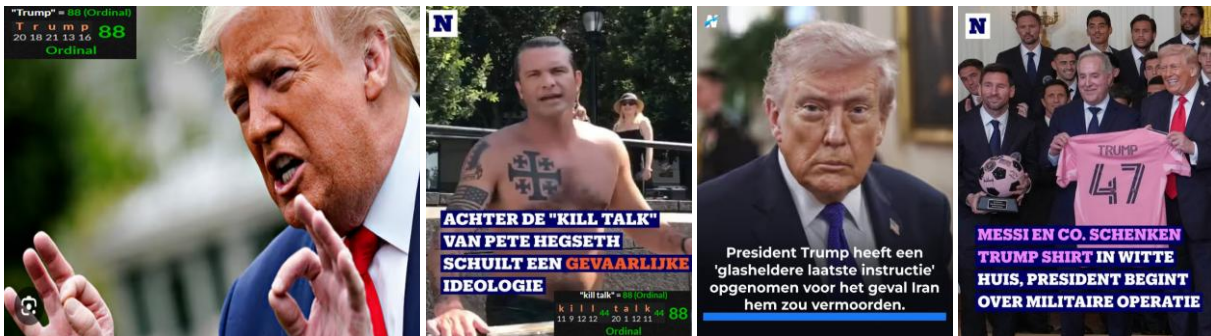 "Trump" = 88 (Ordinal)
T r u m p 88
20 18 21 13 16
Ordinal
N
ACHTER DE "KILL TALK"
VAN PETE HEGSETH
SCHUILT EEN GEVAARLIJKE
IDEOLOGIE
"kill talk" = 88 (Ordinal)
k i l l 44 t a l k 44 88
11 9 12 12 20 1 12 11
Ordinal
N
President Trump heeft een
'glasheldere laatste instructie'
opgenomen voor het geval Iran
hem zou vermoorden.
N
TRUMP
47
MESSI EN CO. SCHENKEN
TRUMP SHIRT IN WITTE
HUIS, PRESIDENT BEGINT
OVER MILITAIRE OPERATIE